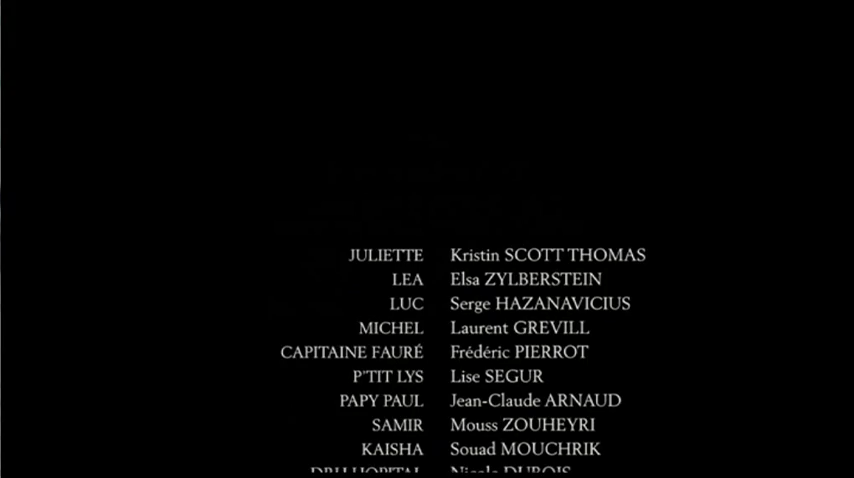 JULIETTE Kristin SCOTT THOMAS
LEA Elsa ZYLBERSTEIN
LUC Serge HAZANAVICIUS
MICHEL Laurent GREVILL
CAPITAINE FAURÉ Frédéric PIERROT
P'TIT LYS Lise SEGUR
PAPY PAUL Jean-Claude ARNAUD
SAMIR Mouss ZOUHEYRI
KAISHA Souad MOUCHRIK
DUBOIS